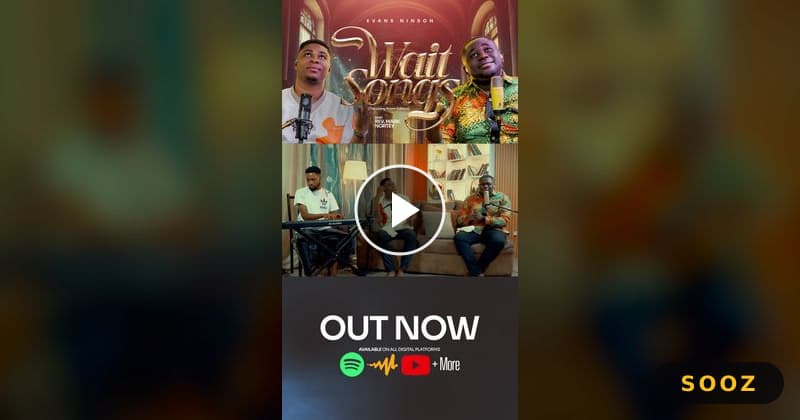 EVANS NINSON
Wait
Songs
REV. MARK
NORTEY
OUT NOW
AVAILABLE ON ALL DIGITAL PLATFORMS
+ More
SOOZ